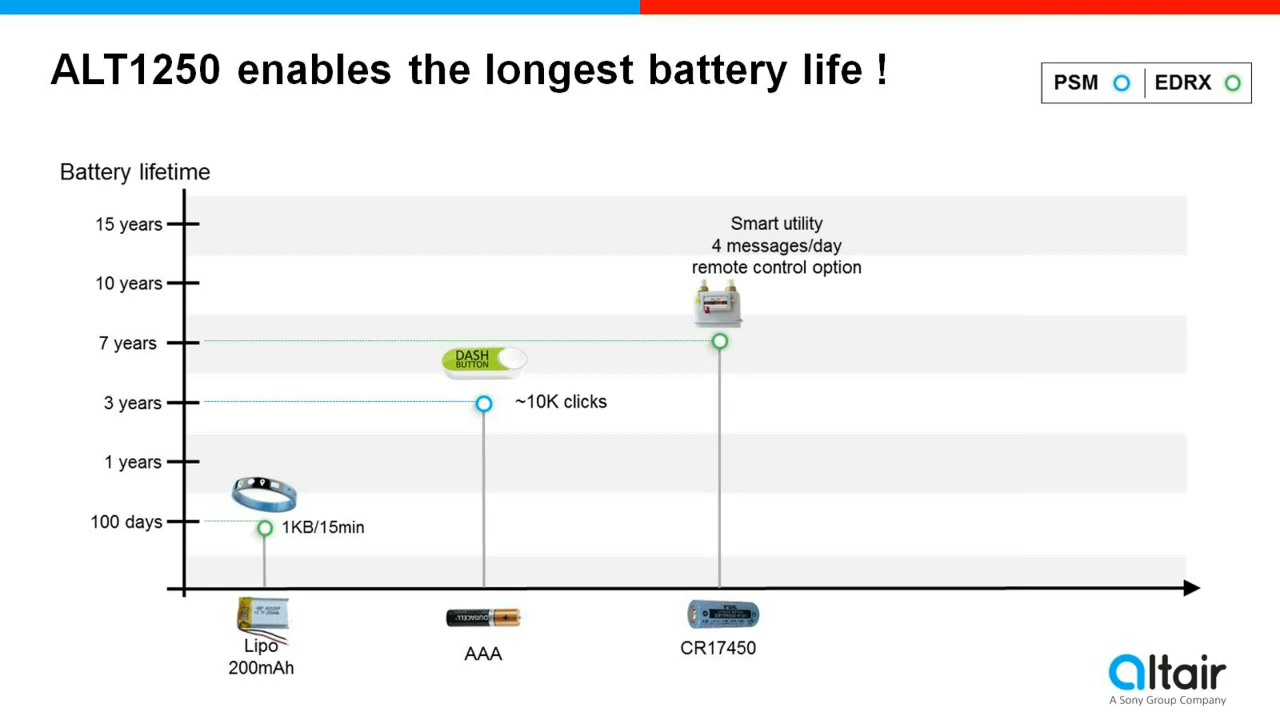 ALT1250 enables the longest battery life !
PSM | EDRX
Battery lifetime
15 years
10 years
7 years
3 years
1 years
100 days
Smart utility
4 messages/day
remote control option
DASH
BUTTON
~10K clicks
1KB/15min
Lipo
200mAh
DURACELL
AAA
CR17450
altair
A Sony Group Company